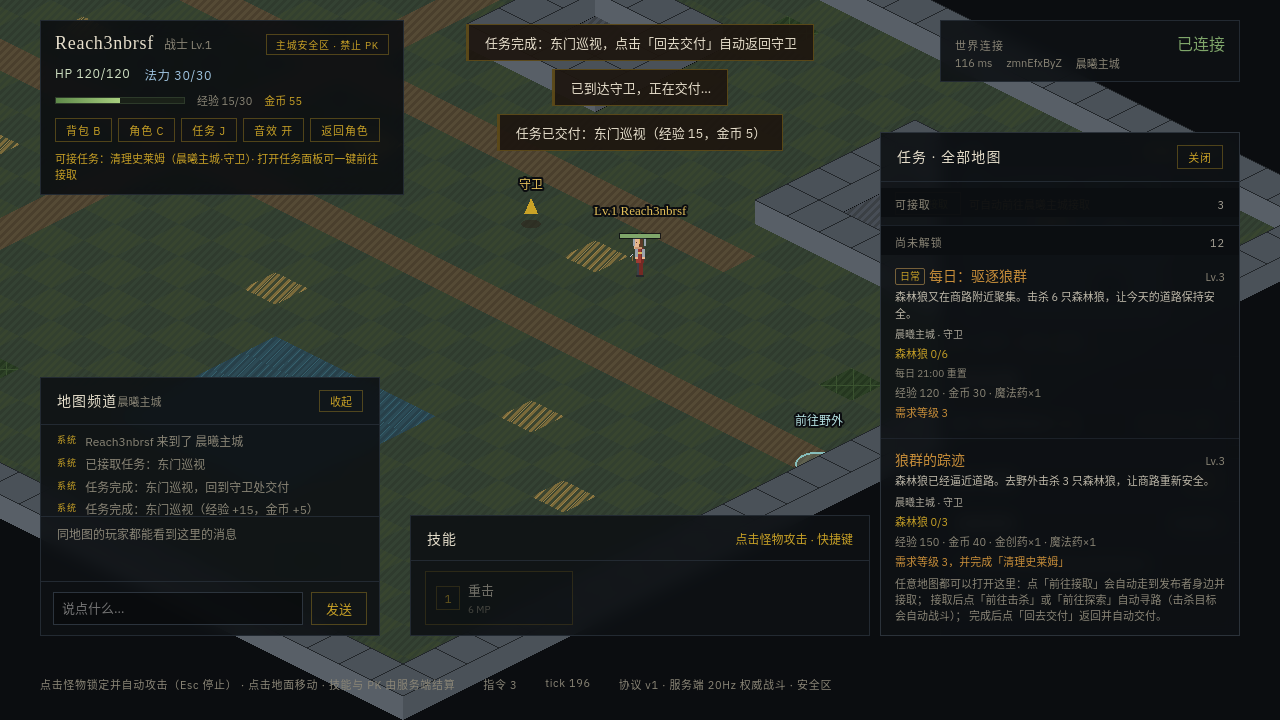 Reach3nbrsf 战士 Lv.1 主城安全区 · 禁止 PK
HP 120/120 法力 30/30
经验 15/30 金币 55
背包 B 角色 C 任务 J 音效 开 返回角色
可接任务：清理史莱姆（晨曦主城·守卫）· 打开任务面板可一键前往
接取
任务完成：东门巡视，点击「回去交付」自动返回守卫
已到达守卫，正在交付…
任务已交付：东门巡视（经验 15，金币 5）
世界连接 已连接
116 ms zmnEfxByZ 晨曦主城
守卫
Lv.1 Reach3nbrsf
前往野外
任务 · 全部地图 关闭
可接取 3
尚未解锁 12
日常 每日：驱逐狼群 Lv.3
森林狼又在商路附近聚集。击杀 6 只森林狼，让今天的道路保持安
全。
晨曦主城 · 守卫
森林狼 0/6
每日 21:00 重置
经验 120 · 金币 30 · 魔法药×1
需求等级 3
狼群的踪迹 Lv.3
森林狼已经逼近道路。去野外击杀 3 只森林狼，让商路重新安全。
晨曦主城 · 守卫
森林狼 0/3
经验 150 · 金币 40 · 金创药×1 · 魔法药×1
需求等级 3，并完成「清理史莱姆」
任意地图都可以打开这里：点「前往接取」会自动走到发布者身边并
接取；接取后点「前往击杀」或「前往探索」自动寻路（击杀目标
会自动战斗）；完成后点「回去交付」返回并自动交付。
地图频道 晨曦主城 收起
系统 Reach3nbrsf 来到了 晨曦主城
系统 已接取任务：东门巡视
系统 任务完成：东门巡视，回到守卫处交付
系统 任务完成：东门巡视（经验 +15，金币 +5）
同地图的玩家都能看到这里的消息
说点什么… 发送
技能 点击怪物攻击 · 快捷键
1 重击
6 MP
点击怪物锁定并自动攻击（Esc 停止） · 点击地面移动 · 技能与 PK 由服务端结算 指令 3 tick 196 协议 v1 · 服务端 20Hz 权威战斗 · 安全区